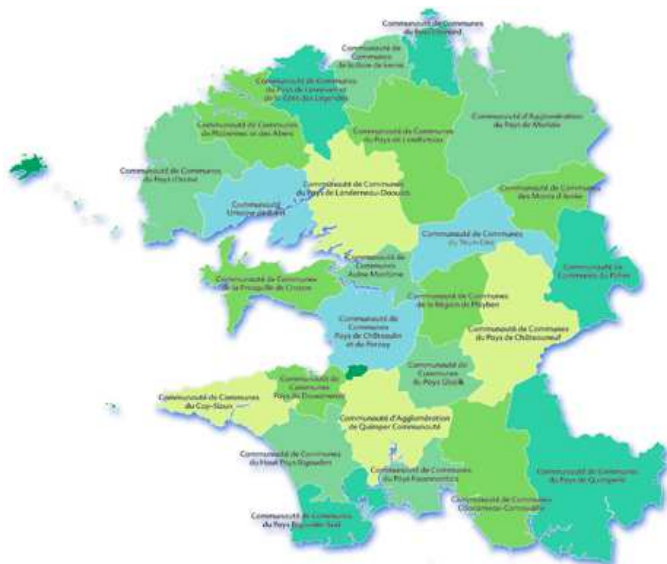 Communauté de Communes
du Pays Léonard
Communauté de
Communes
de la Baie du Kernic
Communauté de Communes
du Pays de Lesneven et
de la Côte des Légendes
Communauté d'Agglomération
du Pays de Morlaix
Communauté de Communes
de Plabennec et des Abers
Communauté de Communes
du Pays de Landivisiau
Communauté de Communes
du Pays d'Iroise
Communauté de Communes
du Pays de Landerneau-Daoulas
Communauté de Communes
des Monts d'Arrée
Communauté
Urbaine de Brest
Communauté de Communes
du Yeun Elez
Communauté de
Communes
Aulne Maritime
Communauté de
Communes du Poher
Communauté de Communes
de la Presqu'île de Crozon
Communauté de Communes
de la Région de Pleyben
Communauté de
Communes
Pays de Châteaulin
et du Porzay
Communauté de Communes
du Pays de Châteauneuf
Communauté de
Communes
du Pays Glazik
Communauté de
Communes
Pays de Douarnenez
Communauté de Communes
du Cap-Sizun
Communauté d'Agglomération
de Quimper Communauté
Communauté de Communes
du Haut Pays Bigouden
Communauté de Communes
du Pays Fouesnantais
Communauté de Communes
du Pays de Quimperlé
Communauté de Communes
Concarneau-Cornouaille
Communauté de Communes
du Pays Bigouden Sud